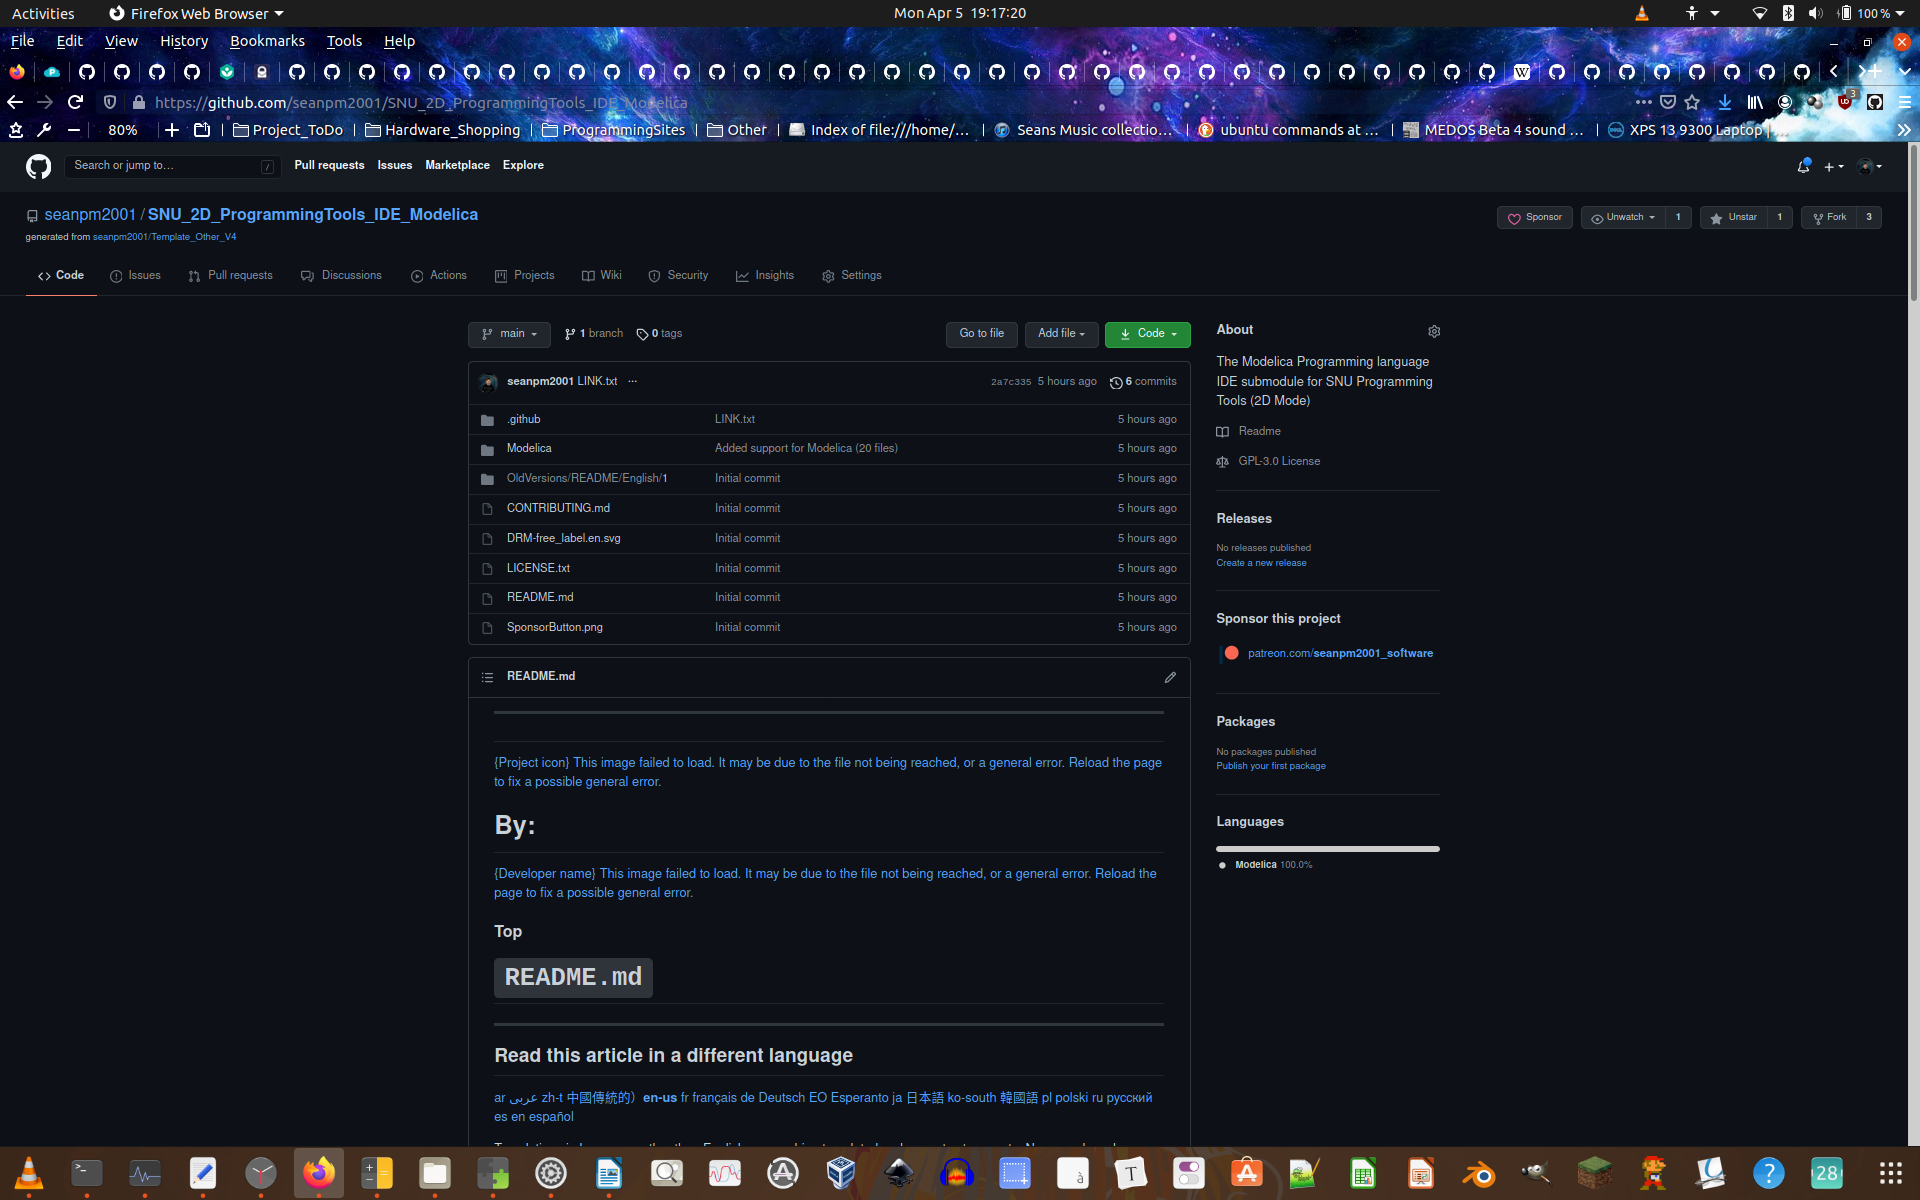 Activities Firefox Web Browser Mon Apr 5 19:17:20 100 %
File Edit View History Bookmarks Tools Help
https://github.com/seanpm2001/SNU_2D_ProgrammingTools_IDE_Modelica 3
80% Project_ToDo Hardware_Shopping ProgrammingSites Other Index of file:///home/… Seans Music collectio… ubuntu commands at … MEDOS Beta 4 sound … XPS 13 9300 Laptop |…
Search or jump to… / Pull requests Issues Marketplace Explore
seanpm2001 / SNU_2D_ProgrammingTools_IDE_Modelica Sponsor Unwatch 1 Unstar 1 Fork 3
generated from seanpm2001/Template_Other_V4
Code Issues Pull requests Discussions Actions Projects Wiki Security Insights Settings
main 1 branch 0 tags Go to file Add file Code
seanpm2001 LINK.txt … 2a7c335 5 hours ago 6 commits
.github LINK.txt 5 hours ago
Modelica Added support for Modelica (20 files) 5 hours ago
OldVersions/README/English/1 Initial commit 5 hours ago
CONTRIBUTING.md Initial commit 5 hours ago
DRM-free_label.en.svg Initial commit 5 hours ago
LICENSE.txt Initial commit 5 hours ago
README.md Initial commit 5 hours ago
SponsorButton.png Initial commit 5 hours ago
README.md
{Project icon} This image failed to load. It may be due to the file not being reached, or a general error. Reload the page
to fix a possible general error.
By:
{Developer name} This image failed to load. It may be due to the file not being reached, or a general error. Reload the
page to fix a possible general error.
Top
README.md
Read this article in a different language
ar عربى zh-t 中國傳統的） en-us fr français de Deutsch EO Esperanto ja 日本語 ko-south 韓國語 pl polski ru русский
es en español
About
The Modelica Programming language
IDE submodule for SNU Programming
Tools (2D Mode)
Readme
GPL-3.0 License
Releases
No releases published
Create a new release
Sponsor this project
patreon.com/seanpm2001_software
Packages
No packages published
Publish your first package
Languages
Modelica 100.0%
28